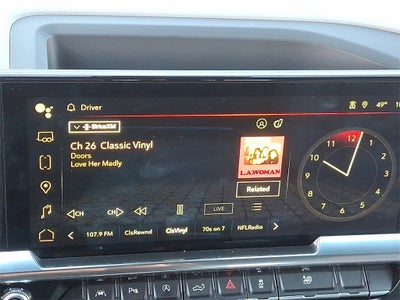 Driver
49°
10
SiriusXM
Ch 26 Classic Vinyl
Doors
Love Her Madly
L.A.WOMAN
Related
CH
CH
LIVE
107.9 FM ClsRewnd ClsVinyl 70s on 7 NFLRadio
12
1
2
3
4
5
6
7
8
9
10
11